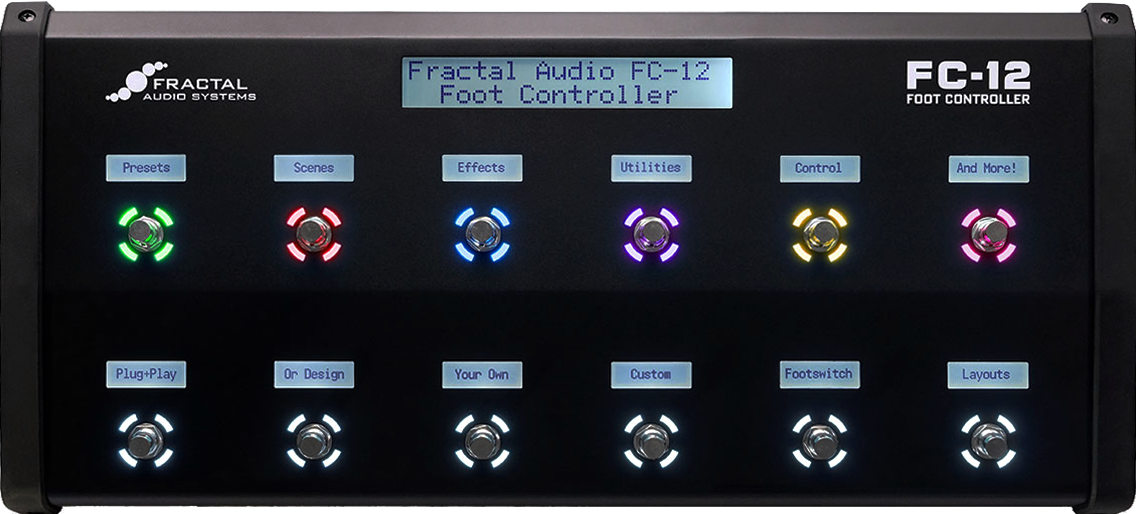 FRACTAL
AUDIO SYSTEMS
Fractal Audio FC-12
Foot Controller
FC-12
FOOT CONTROLLER
Presets
Scenes
Effects
Utilities
Control
And More!
Plug+Play
Or Design
Your Own
Custom
Footswitch
Layouts